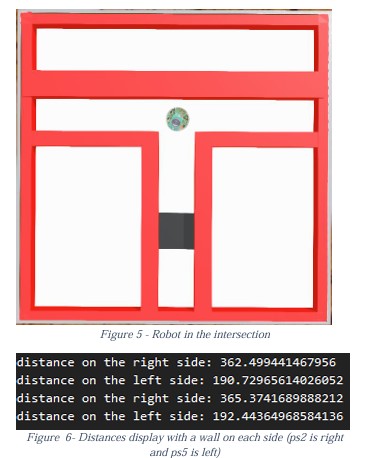 Figure 5 - Robot in the intersection
distance on the right side: 362.499441467956
distance on the left side: 190.72965614026052
distance on the right side: 365.3741689888212
distance on the left side: 192.44364968584136
Figure 6- Distances display with a wall on each side (ps2 is right
and ps5 is left)